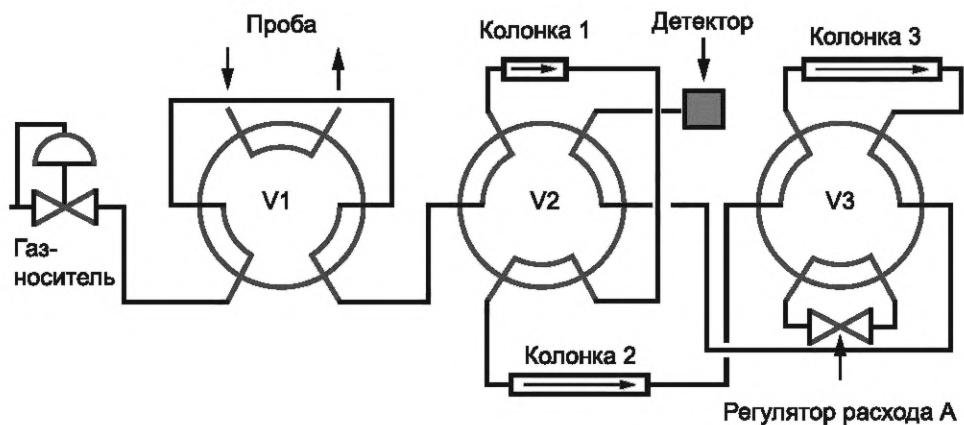 Проба
Колонка 1
Детектор
Колонка 3
V1
V2
V3
Газ-
носитель
Колонка 2
Регулятор расхода А